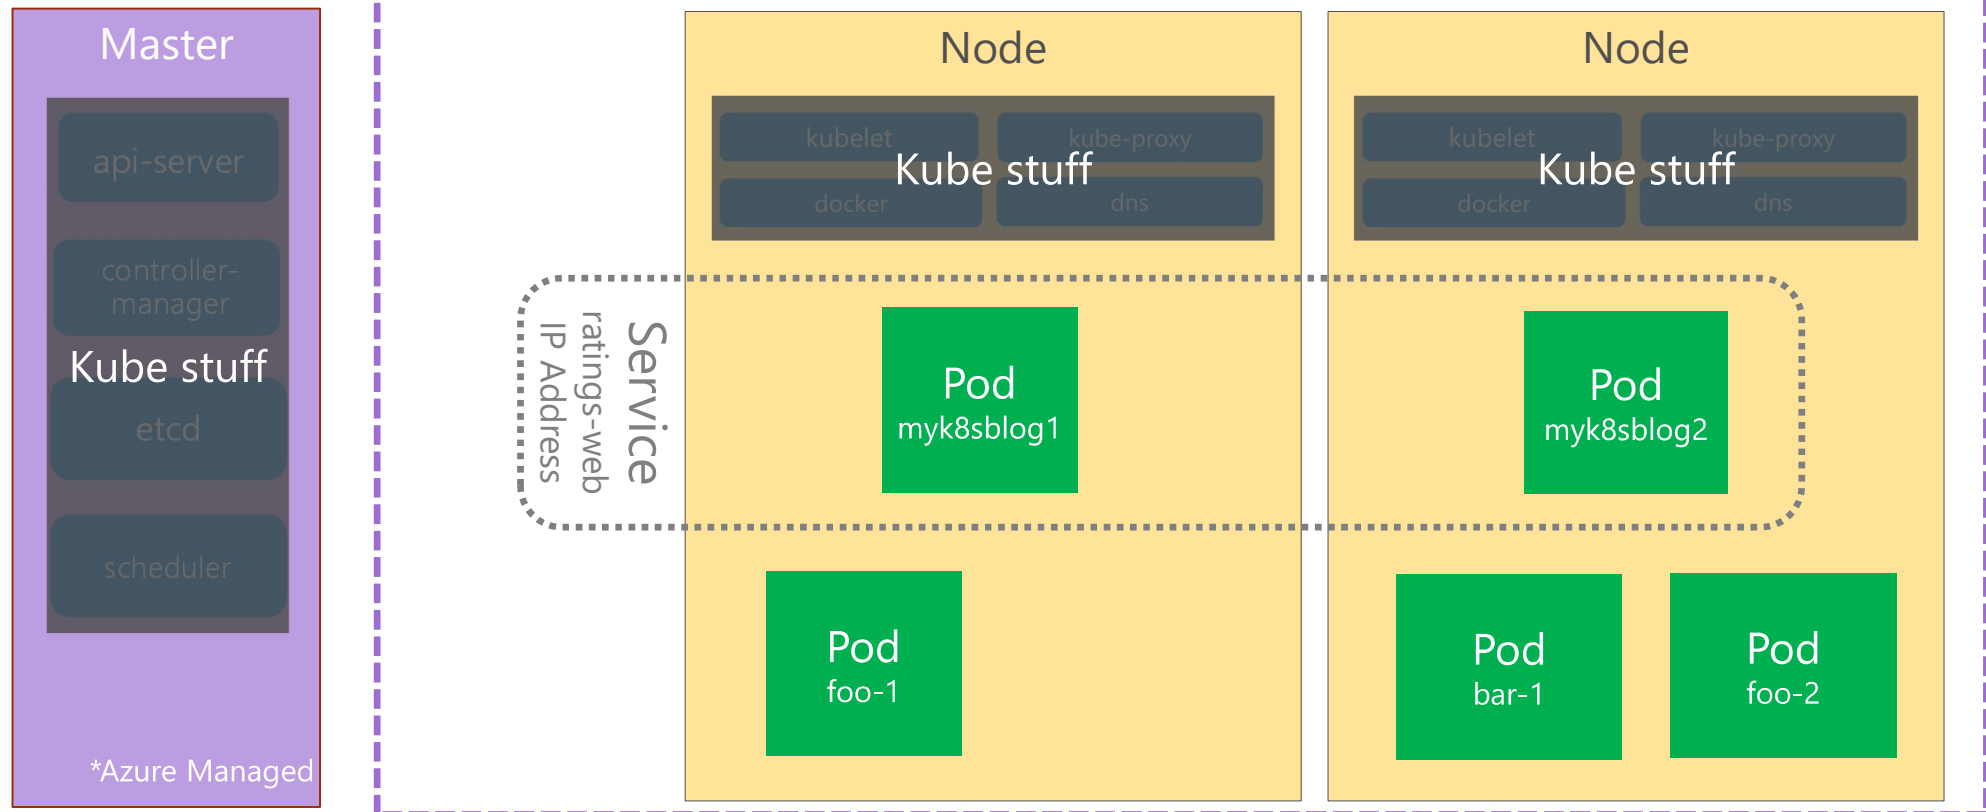 Master
api-server
controller-
manager
Kube stuff
etcd
scheduler
*Azure Managed
Node
kubelet
kube-proxy
Kube stuff
docker
dns
Node
kubelet
kube-proxy
Kube stuff
docker
dns
Service
ratings-web
IP Address
Pod
myk8sblog1
Pod
myk8sblog2
Pod
foo-1
Pod
bar-1
Pod
foo-2